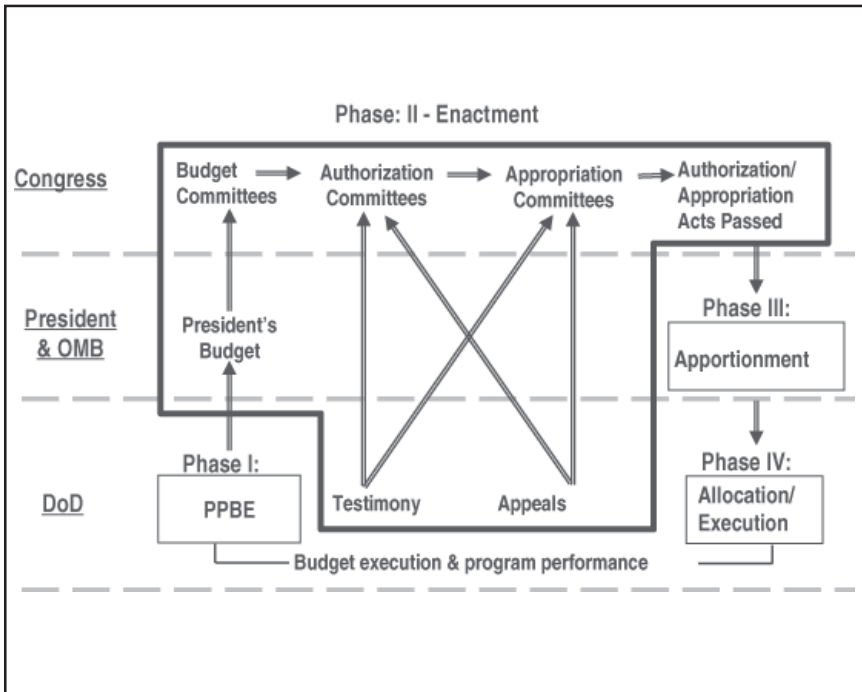 Phase: II - Enactment
Congress
Budget
Committees
Authorization
Committees
Appropriation
Committees
Authorization/
Appropriation
Acts Passed
President
& OMB
President's
Budget
Phase III:
Apportionment
DoD
Phase I:
PPBE
Testimony
Appeals
Phase IV:
Allocation/
Execution
Budget execution & program performance